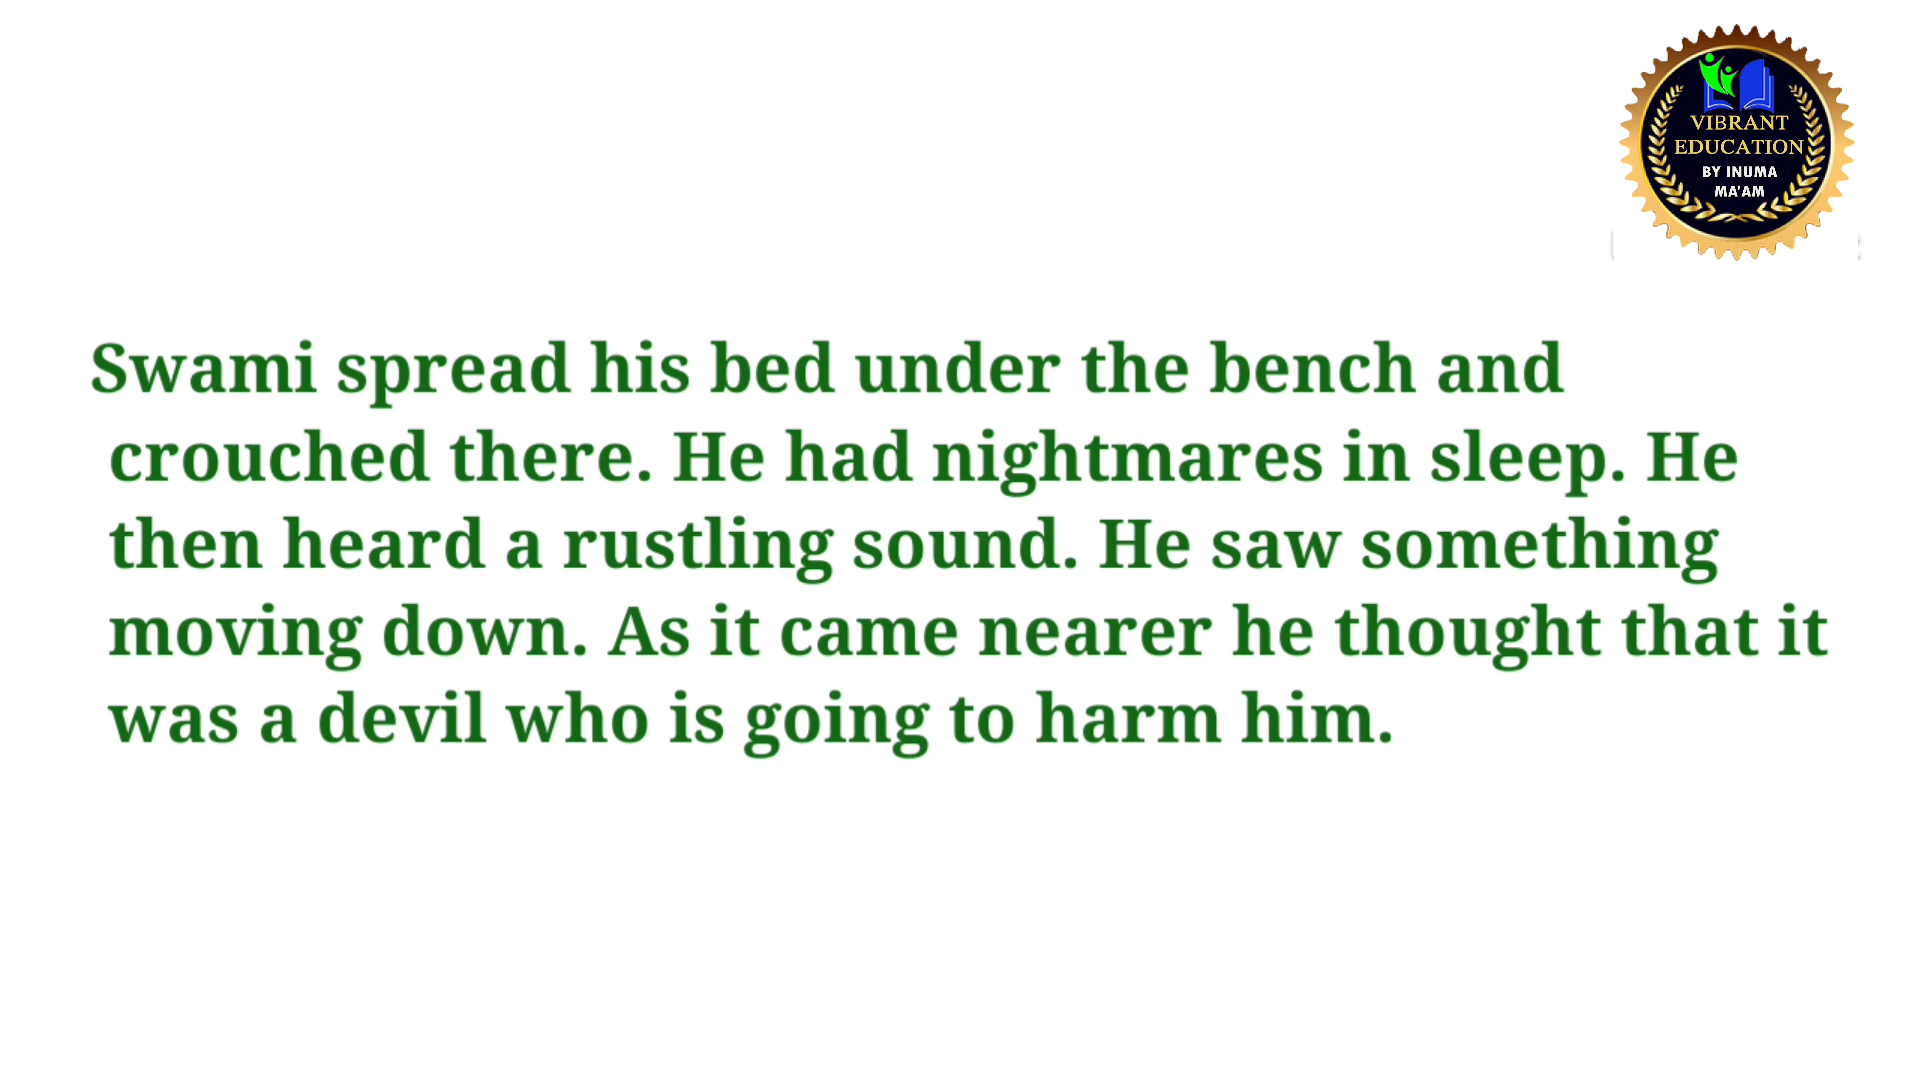 VIBRANT
EDUCATION
BY INUMA
MA'AM
Swami spread his bed under the bench and
crouched there. He had nightmares in sleep. He
then heard a rustling sound. He saw something
moving down. As it came nearer he thought that it
was a devil who is going to harm him.